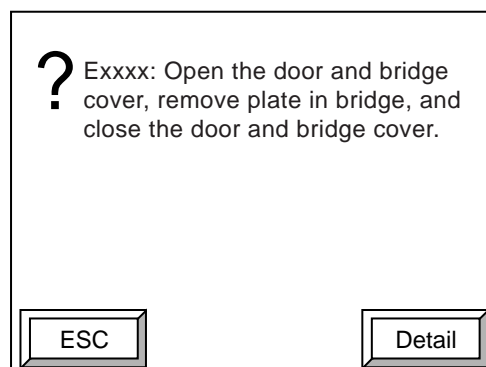 ? Exxxx: Open the door and bridge
cover, remove plate in bridge, and
close the door and bridge cover.
ESC
Detail